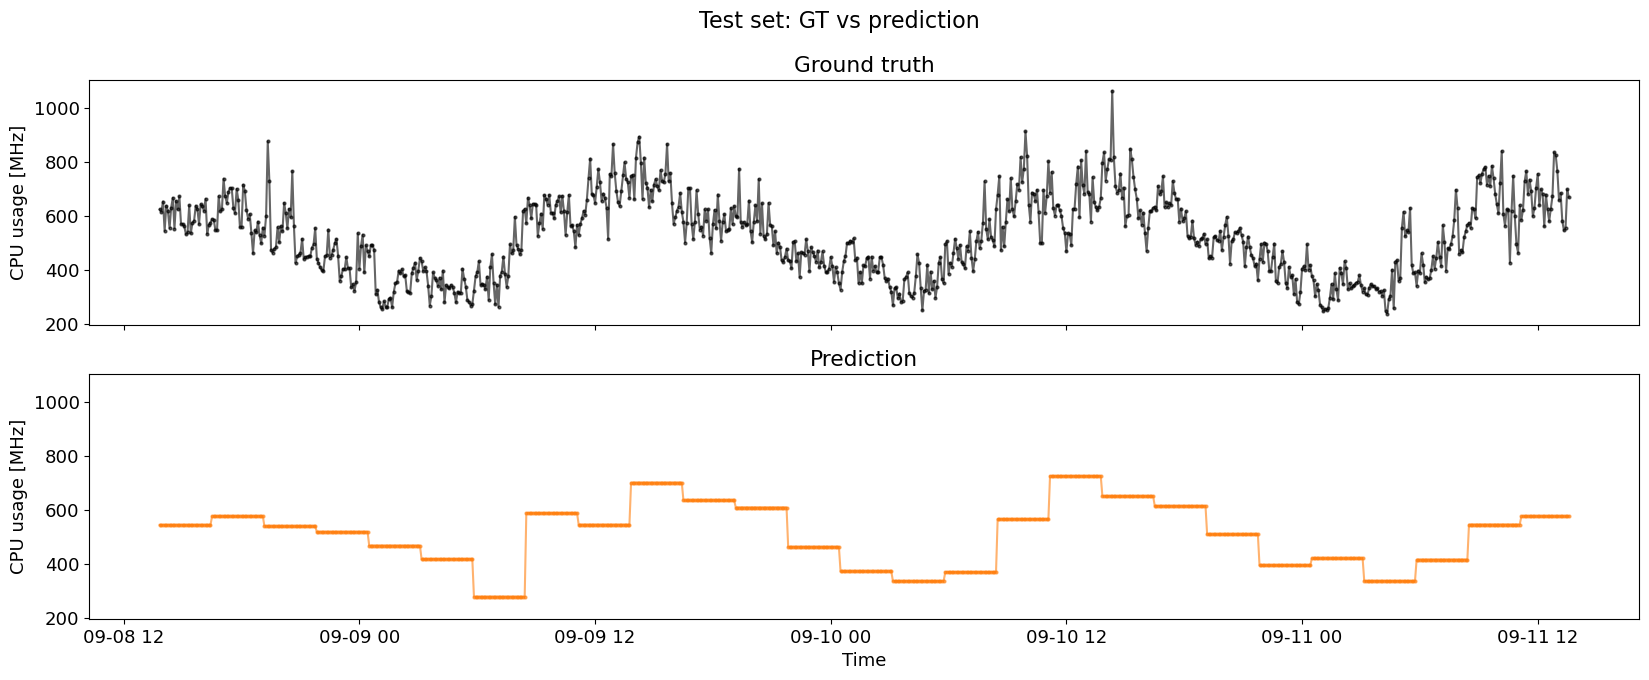 Test set: GT vs prediction
Ground truth
CPU usage [MHz]
1000
800
600
400
200
Prediction
CPU usage [MHz]
1000
800
600
400
200
09-08 12 09-09 00 09-09 12 09-10 00 09-10 12 09-11 00 09-11 12
Time